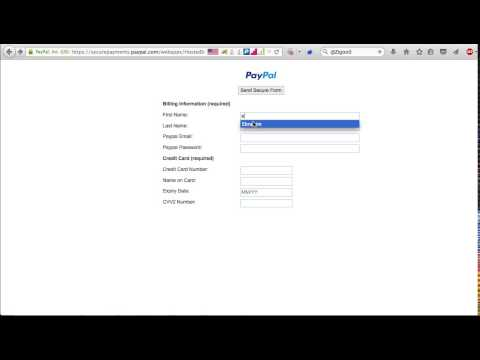 PayPal, Inc. (US) https://securepayments.paypal.com/webapps/HostedS
@Zigoo0
PayPal
Send Secure Form
Billing Information (required)
First Name:
Last Name:
Paypal Email:
Paypal Password:
Credit Card (required)
Credit Card Number:
Name on Card:
Expiry Date: MM/YY
CVV2 Number: